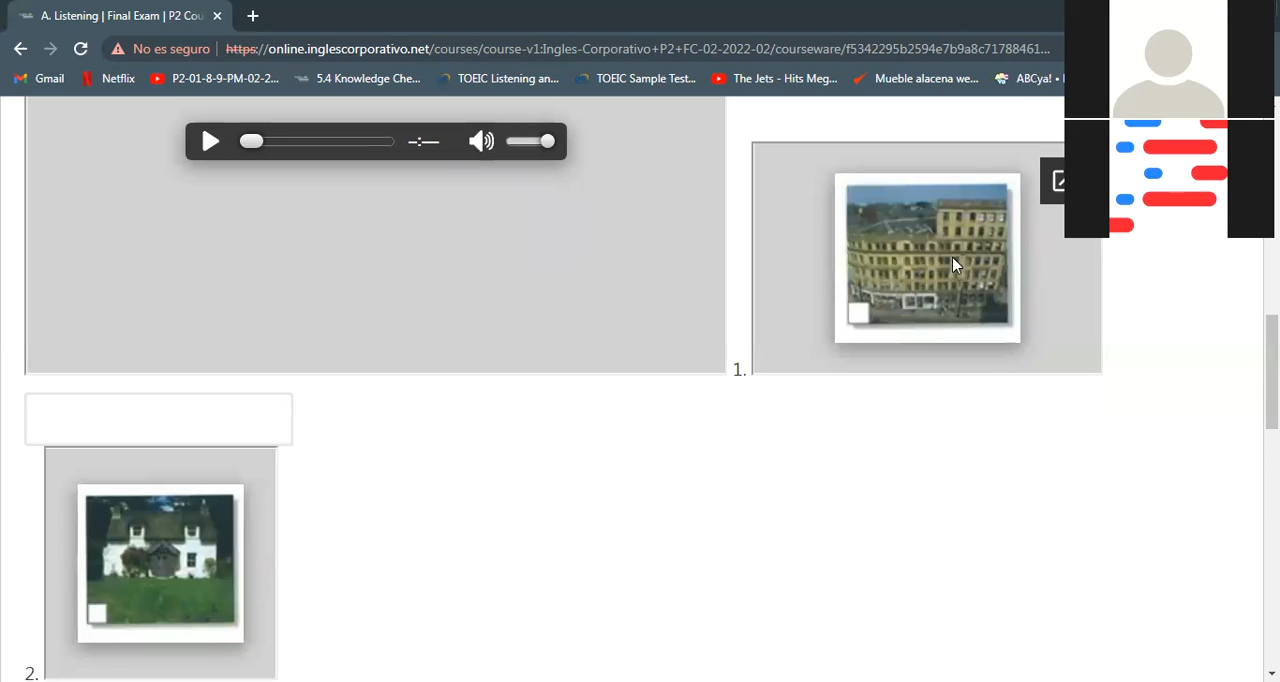 A. Listening | Final Exam | P2 Cou
No es seguro | https://online.inglescorporativo.net/courses/course-v1:Ingles-Corporativo+P2+FC-02-2022-02/courseware/f5342295b2594e7b9a8c71788461...
Gmail Netflix P2-01-8-9-PM-02-2... 5.4 Knowledge Che... TOEIC Listening an... TOEIC Sample Test... The Jets - Hits Meg... Mueble alacena we... ABCya! •
-:--
1.
2.